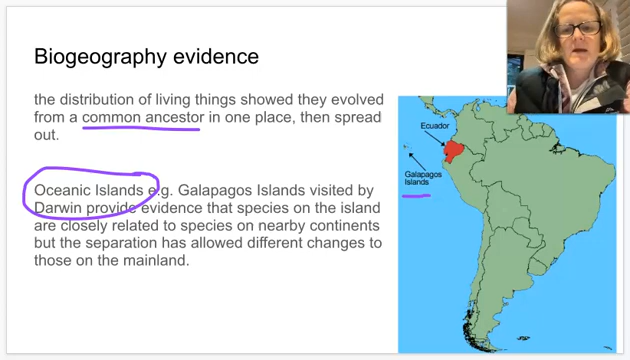 Biogeography evidence
the distribution of living things showed they evolved
from a common ancestor in one place, then spread
out.
Oceanic Islands e.g. Galapagos Islands visited by
Darwin provide evidence that species on the island
are closely related to species on nearby continents
but the separation has allowed different changes to
those on the mainland.
Ecuador
Galapagos
Islands